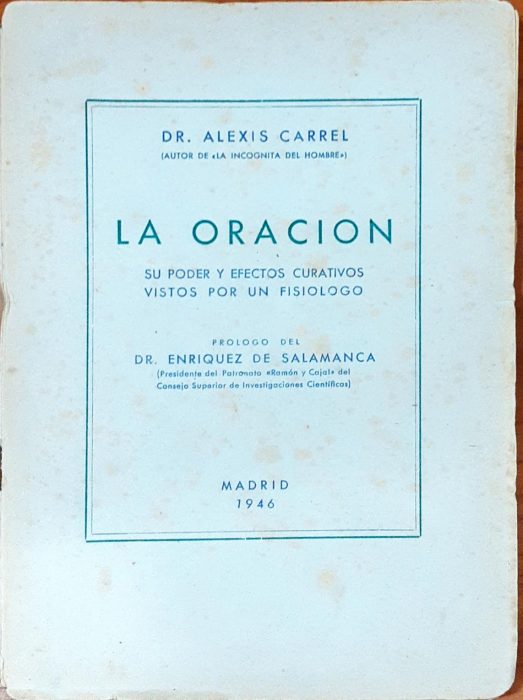 DR. ALEXIS CARREL
(AUTOR DE «LA INCOGNITA DEL HOMBRE»)
LA ORACION
SU PODER Y EFECTOS CURATIVOS
VISTOS POR UN FISIOLOGO
PROLOGO DEL
DR. ENRIQUEZ DE SALAMANCA
(Presidente del Patronato «Ramón y Cajal» del
Consejo Superior de Investigaciones Científicas)
MADRID
1946